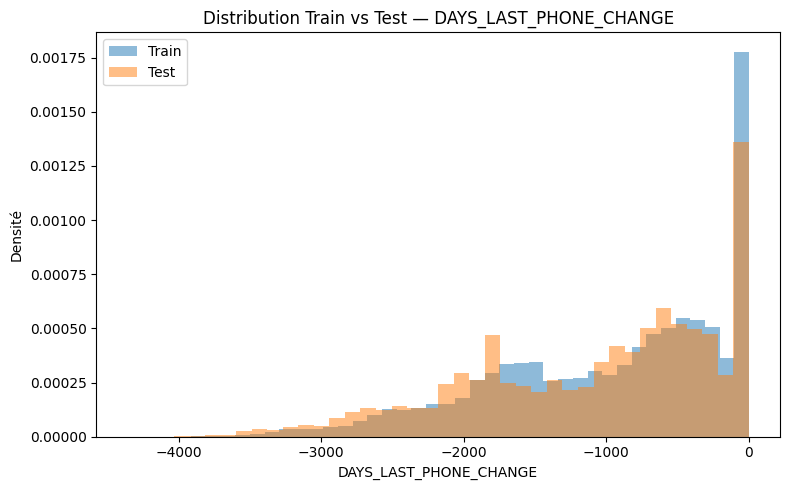 Distribution Train vs Test — DAYS_LAST_PHONE_CHANGE
Train
Test
0.00175
0.00150
0.00125
0.00100
0.00075
0.00050
0.00025
0.00000
Densité
−4000 −3000 −2000 −1000 0
DAYS_LAST_PHONE_CHANGE